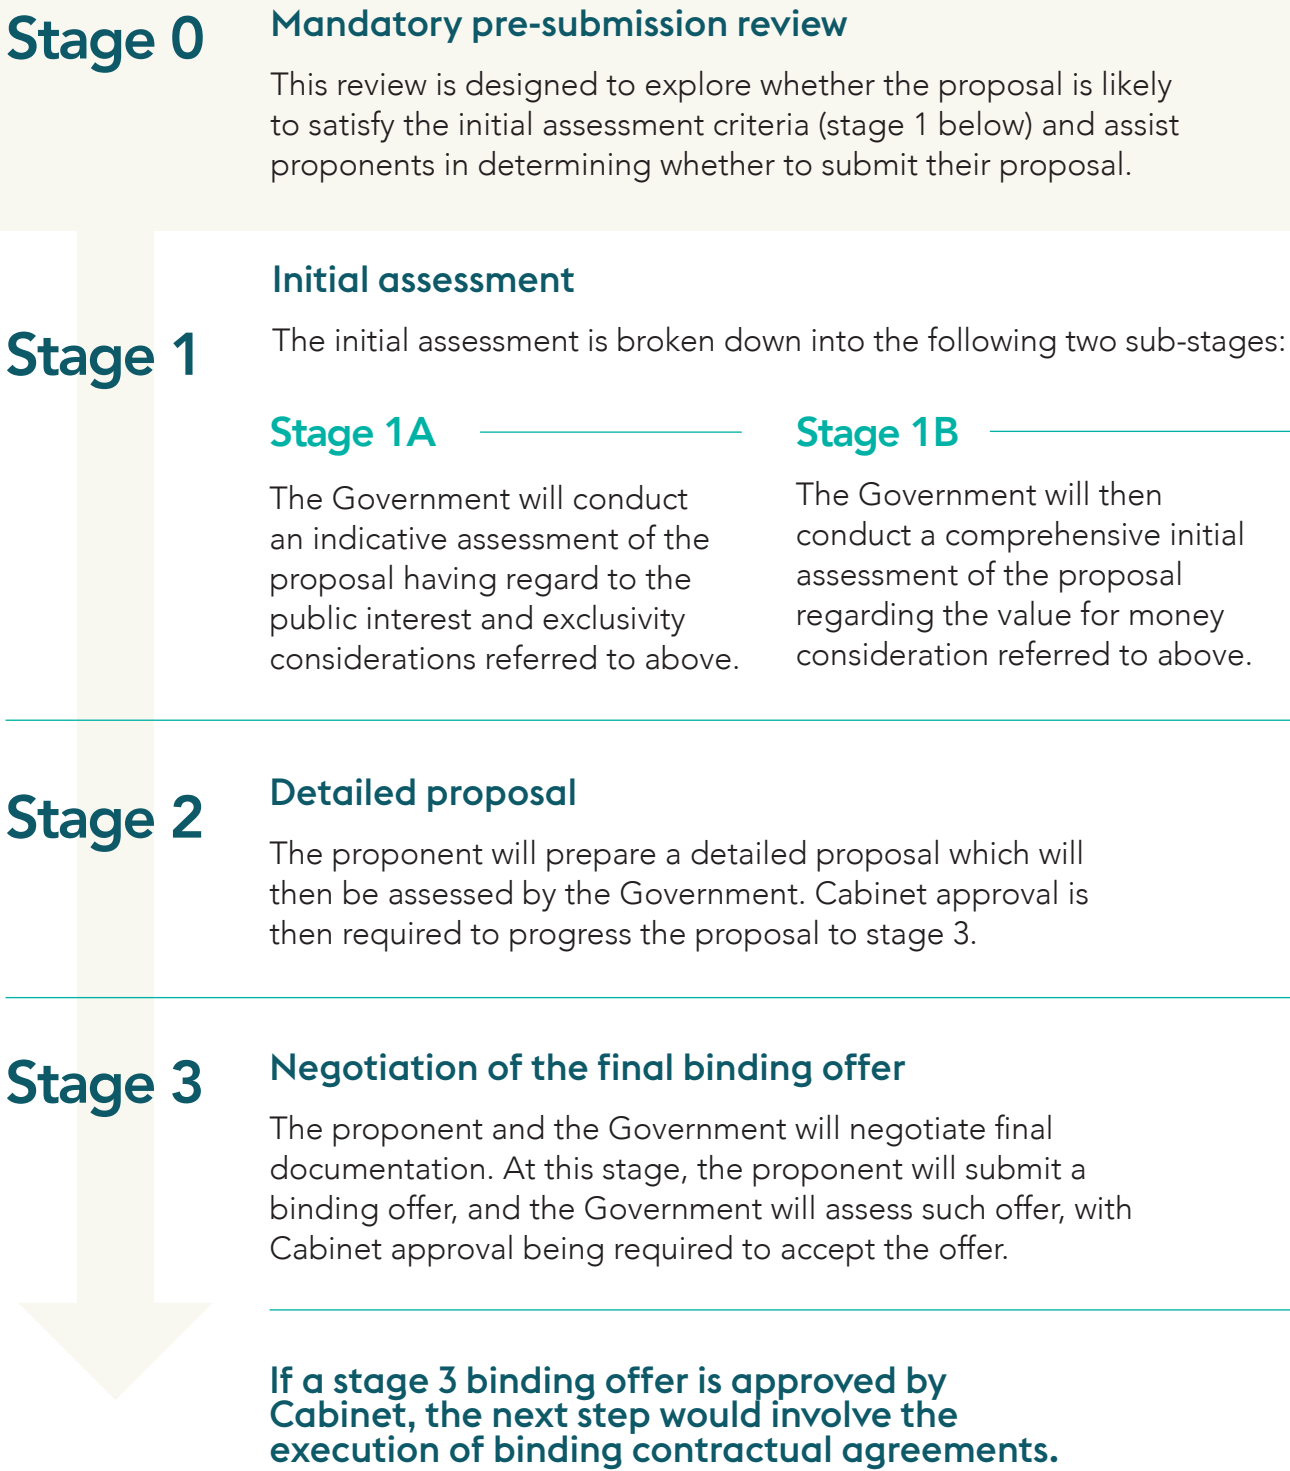 Stage 0
Mandatory pre-submission review
This review is designed to explore whether the proposal is likely
to satisfy the initial assessment criteria (stage 1 below) and assist
proponents in determining whether to submit their proposal.
Stage 1
Initial assessment
The initial assessment is broken down into the following two sub-stages:
Stage 1A
The Government will conduct
an indicative assessment of the
proposal having regard to the
public interest and exclusivity
considerations referred to above.
Stage 1B
The Government will then
conduct a comprehensive initial
assessment of the proposal
regarding the value for money
consideration referred to above.
Stage 2
Detailed proposal
The proponent will prepare a detailed proposal which will
then be assessed by the Government. Cabinet approval is
then required to progress the proposal to stage 3.
Stage 3
Negotiation of the final binding offer
The proponent and the Government will negotiate final
documentation. At this stage, the proponent will submit a
binding offer, and the Government will assess such offer, with
Cabinet approval being required to accept the offer.
If a stage 3 binding offer is approved by
Cabinet, the next step would involve the
execution of binding contractual agreements.